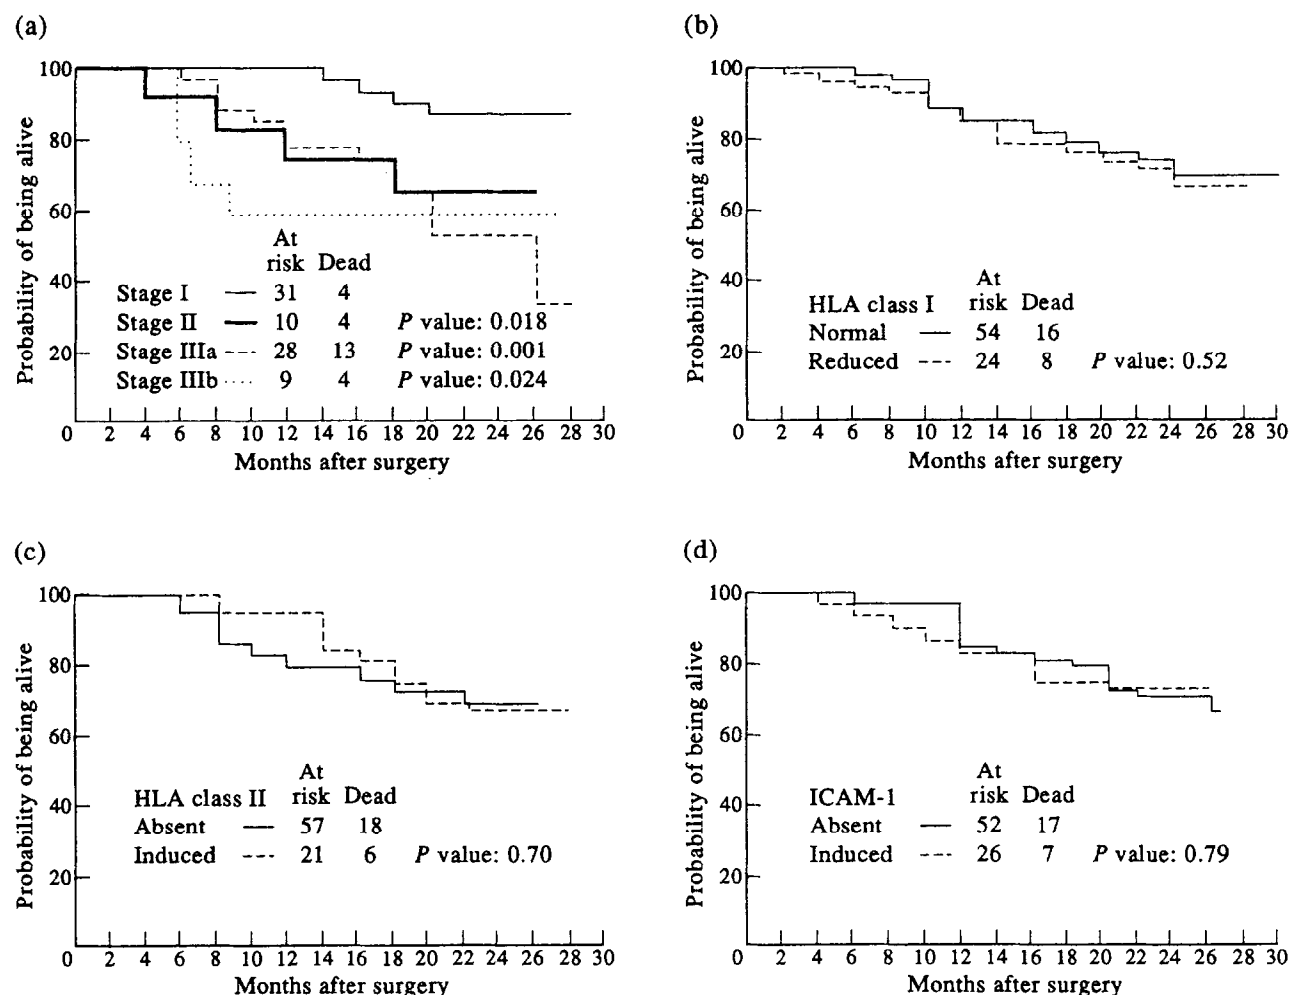 (a)
Probability of being alive
100
80
60
40
20
At
risk Dead
Stage I 31 4
Stage II 10 4 P value: 0.018
Stage IIIa 28 13 P value: 0.001
Stage IIIb 9 4 P value: 0.024
0 2 4 6 8 10 12 14 16 18 20 22 24 26 28 30
Months after surgery
(b)
Probability of being alive
100
80
60
40
20
At
HLA class I risk Dead
Normal 54 16
Reduced 24 8 P value: 0.52
0 2 4 6 8 10 12 14 16 18 20 22 24 26 28 30
Months after surgery
(c)
Probability of being alive
100
80
60
40
20
At
HLA class II risk Dead
Absent 57 18
Induced 21 6 P value: 0.70
0 2 4 6 8 10 12 14 16 18 20 22 24 26 28 30
Months after surgery
(d)
Probability of being alive
100
80
60
40
20
At
ICAM-1 risk Dead
Absent 52 17
Induced 26 7 P value: 0.79
0 2 4 6 8 10 12 14 16 18 20 22 24 26 28 30
Months after surgery